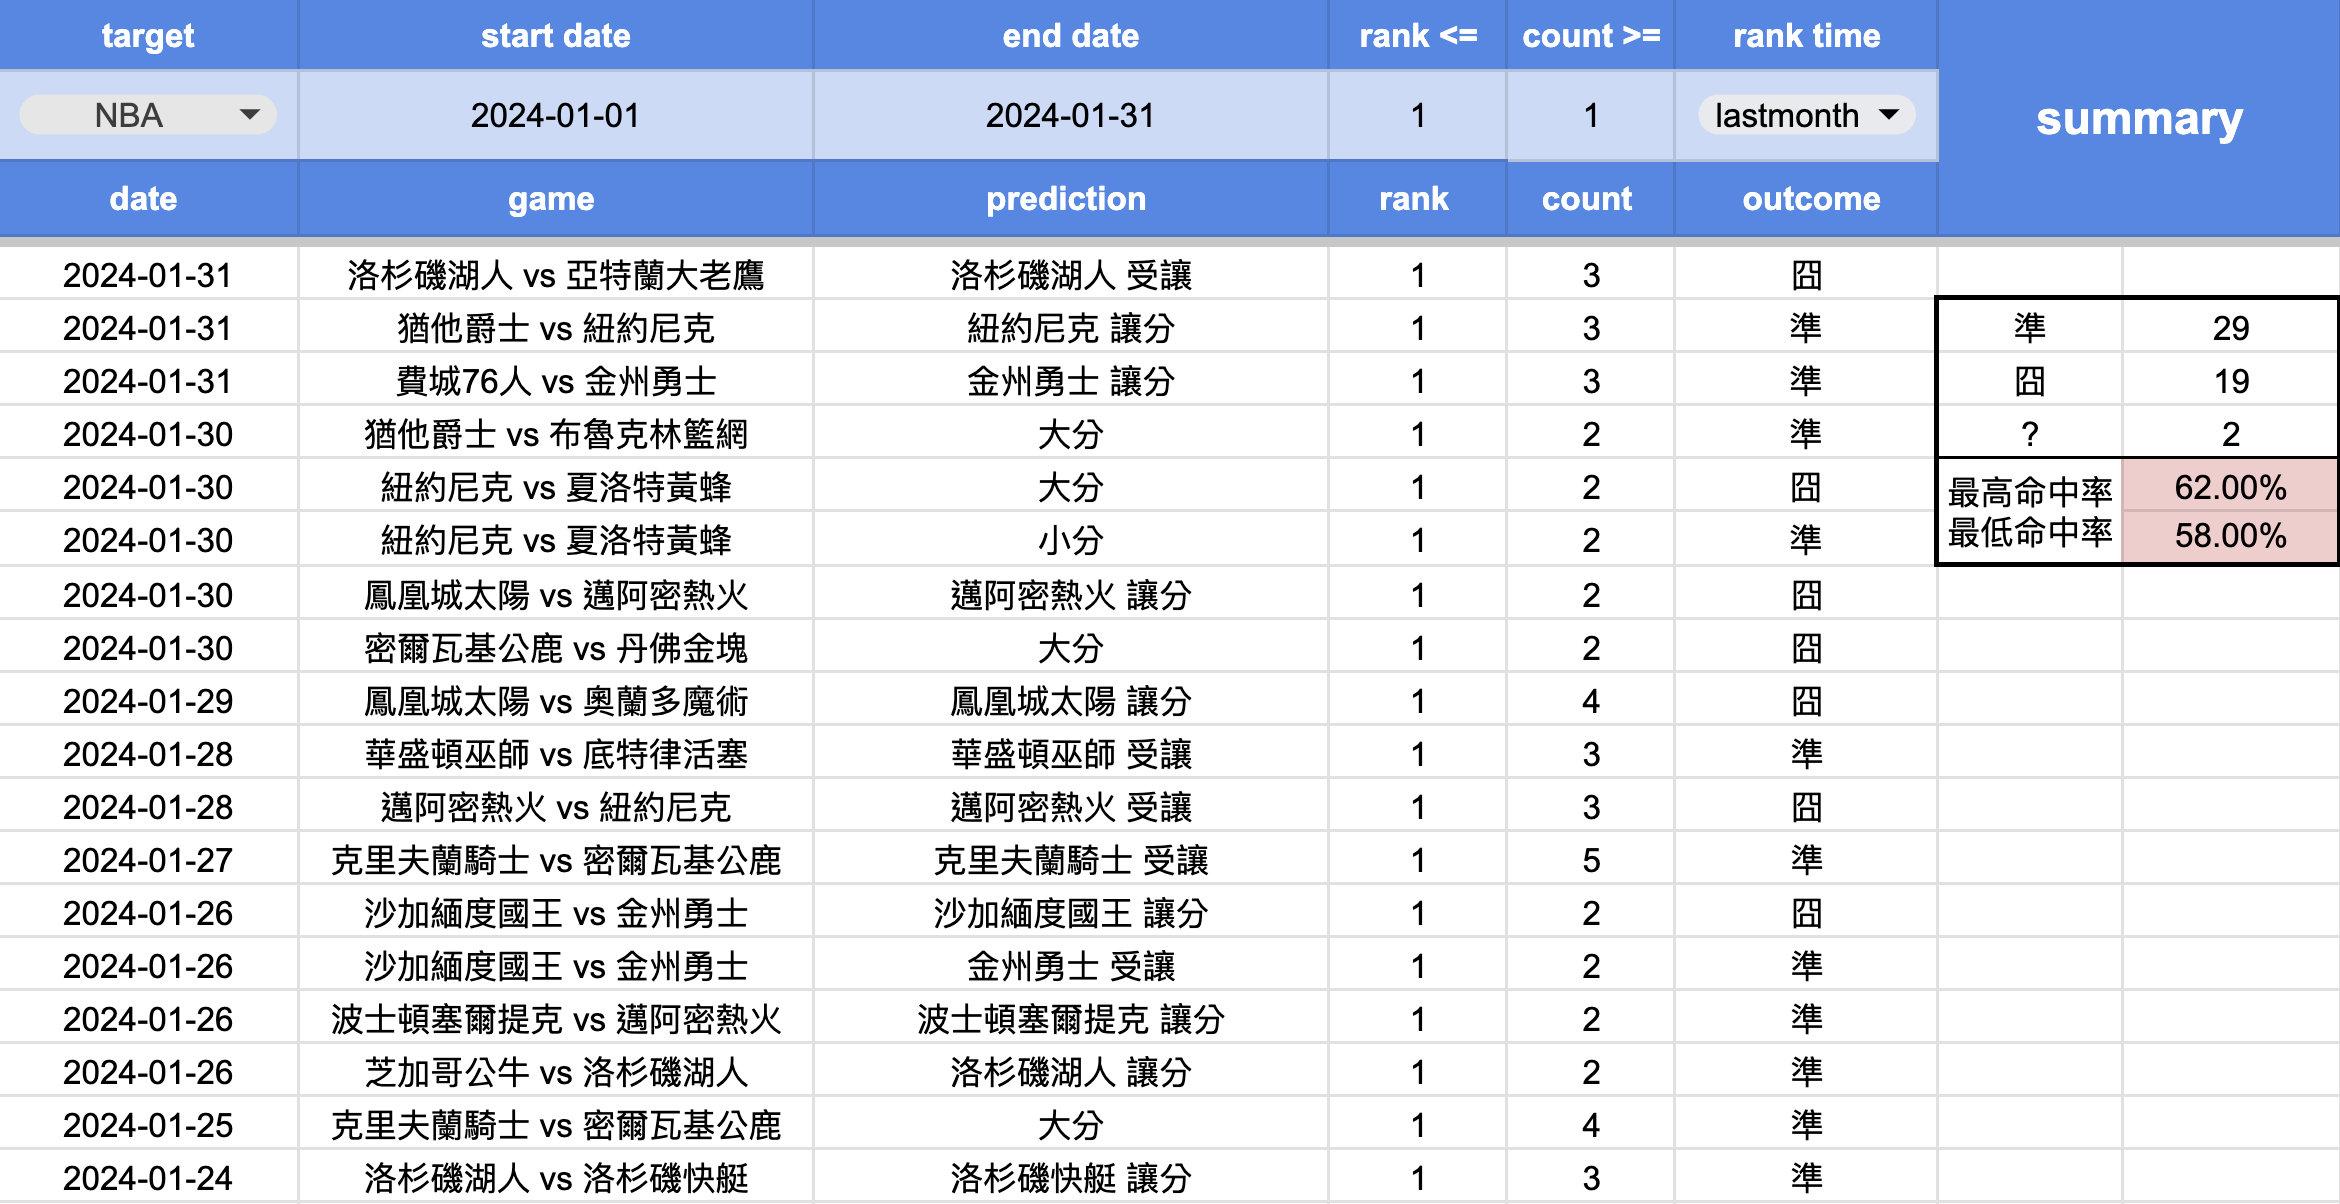 target start date end date rank <= count >= rank time
NBA 2024-01-01 2024-01-31 1 1 lastmonth summary
date game prediction rank count outcome
2024-01-31 洛杉磯湖人 vs 亞特蘭大老鷹 洛杉磯湖人 受讓 1 3 囧
2024-01-31 猶他爵士 vs 紐約尼克 紐約尼克 讓分 1 3 準 準 29
2024-01-31 費城76人 vs 金州勇士 金州勇士 讓分 1 3 準 囧 19
2024-01-30 猶他爵士 vs 布魯克林籃網 大分 1 2 準 ? 2
2024-01-30 紐約尼克 vs 夏洛特黃蜂 大分 1 2 囧 最高命中率 62.00%
2024-01-30 紐約尼克 vs 夏洛特黃蜂 小分 1 2 準 最低命中率 58.00%
2024-01-30 鳳凰城太陽 vs 邁阿密熱火 邁阿密熱火 讓分 1 2 囧
2024-01-30 密爾瓦基公鹿 vs 丹佛金塊 大分 1 2 囧
2024-01-29 鳳凰城太陽 vs 奧蘭多魔術 鳳凰城太陽 讓分 1 4 囧
2024-01-28 華盛頓巫師 vs 底特律活塞 華盛頓巫師 受讓 1 3 準
2024-01-28 邁阿密熱火 vs 紐約尼克 邁阿密熱火 受讓 1 3 囧
2024-01-27 克里夫蘭騎士 vs 密爾瓦基公鹿 克里夫蘭騎士 受讓 1 5 準
2024-01-26 沙加緬度國王 vs 金州勇士 沙加緬度國王 讓分 1 2 囧
2024-01-26 沙加緬度國王 vs 金州勇士 金州勇士 受讓 1 2 準
2024-01-26 波士頓塞爾提克 vs 邁阿密熱火 波士頓塞爾提克 讓分 1 2 準
2024-01-26 芝加哥公牛 vs 洛杉磯湖人 洛杉磯湖人 讓分 1 2 準
2024-01-25 克里夫蘭騎士 vs 密爾瓦基公鹿 大分 1 4 準
2024-01-24 洛杉磯湖人 vs 洛杉磯快艇 洛杉磯快艇 讓分 1 3 準